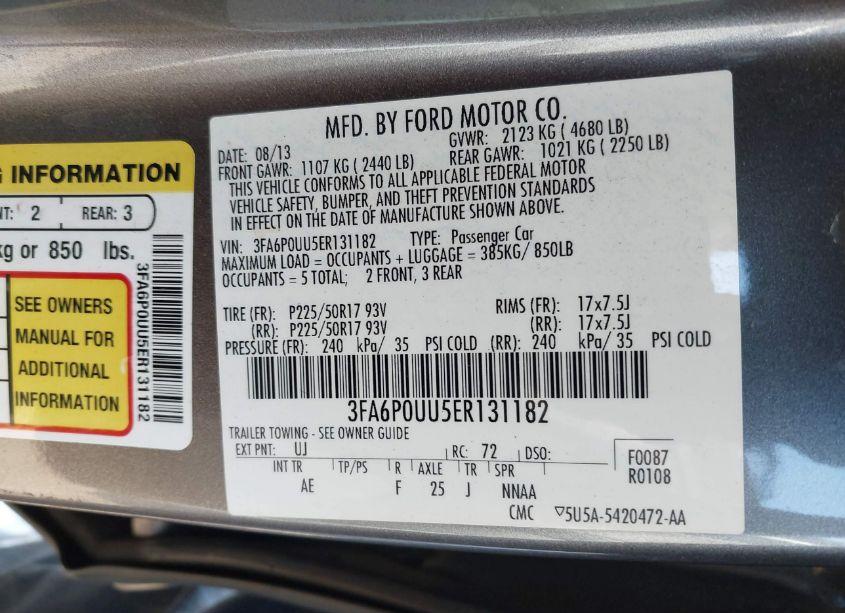 MFD. BY FORD MOTOR CO.
DATE: 08/13 GVWR: 2123 KG ( 4680 LB)
FRONT GAWR: 1107 KG ( 2440 LB) REAR GAWR: 1021 KG ( 2250 LB)
THIS VEHICLE CONFORMS TO ALL APPLICABLE FEDERAL MOTOR
VEHICLE SAFETY, BUMPER, AND THEFT PREVENTION STANDARDS
IN EFFECT ON THE DATE OF MANUFACTURE SHOWN ABOVE.
VIN: 3FA6P0UU5ER131182 TYPE: Passenger Car
MAXIMUM LOAD = OCCUPANTS + LUGGAGE = 385KG/ 850LB
OCCUPANTS = 5 TOTAL; 2 FRONT, 3 REAR
TIRE (FR): P225/50R17 93V RIMS (FR): 17x7.5J
(RR): P225/50R17 93V (RR): 17x7.5J
PRESSURE (FR): 240 kPa/ 35 PSI COLD (RR): 240 kPa/ 35 PSI COLD
3FA6P0UU5ER131182
TRAILER TOWING - SEE OWNER GUIDE
EXT PNT: UJ RC: 72 DSO: F0087
R0108
INT TR TP/PS R AXLE TR SPR
AE F 25 J NNAA
CMC 5U5A-5420472-AA
INFORMATION
2 REAR: 3
kg or 850 lbs.
SEE OWNERS
MANUAL FOR
ADDITIONAL
INFORMATION
3FA6P0UU5ER131182